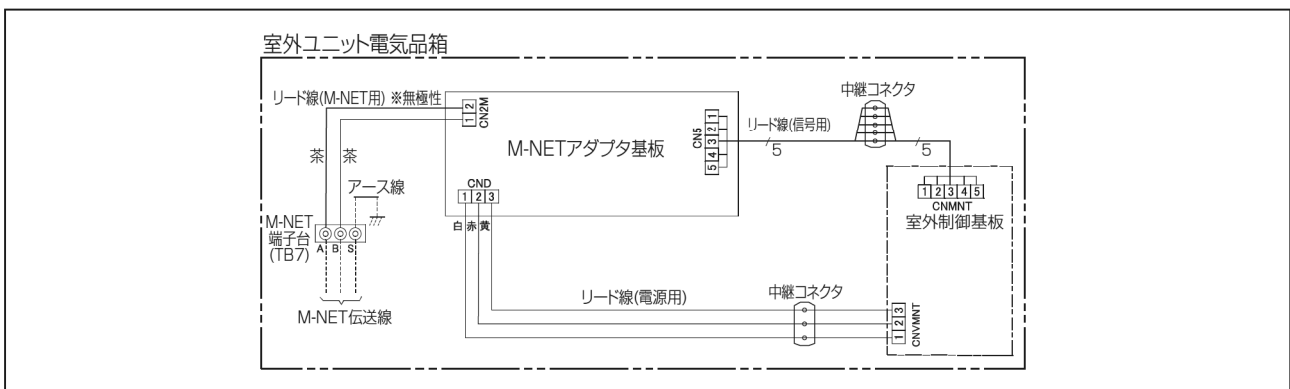 室外ユニット電気品箱
リード線(M-NET用) ※無極性
2
1
CN2M
M-NETアダプタ基板
CN5
1
2
3
4
5
リード線(信号用)
5
中継コネクタ
5
1 2 3 4 5
CNMNT
室外制御基板
茶
茶
アース線
CND
1 2 3
白 赤 黄
M-NET
端子台
(TB7)
A B S
M-NET伝送線
リード線(電源用)
中継コネクタ
3
2
1
CNVMNT